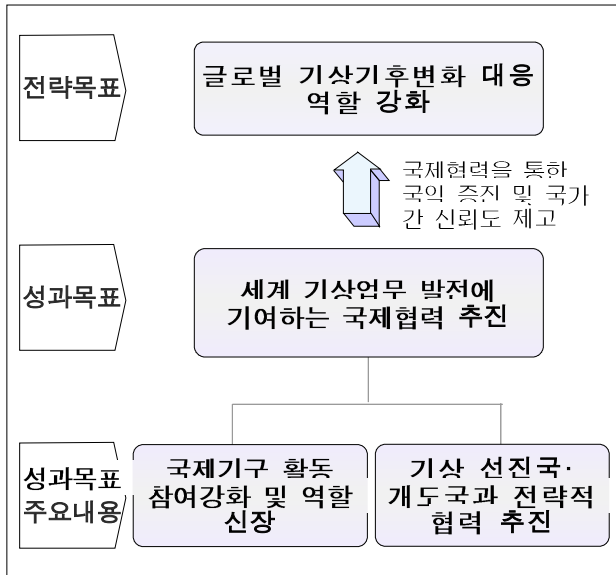 전략목표
글로벌 기상기후변화 대응
역할 강화
국제협력을 통한
국익 증진 및 국가
간 신뢰도 제고
성과목표
세계 기상업무 발전에
기여하는 국제협력 추진
성과목표
주요내용
국제기구 활동
참여강화 및 역할
신장
기상 선진국·
개도국과 전략적
협력 추진